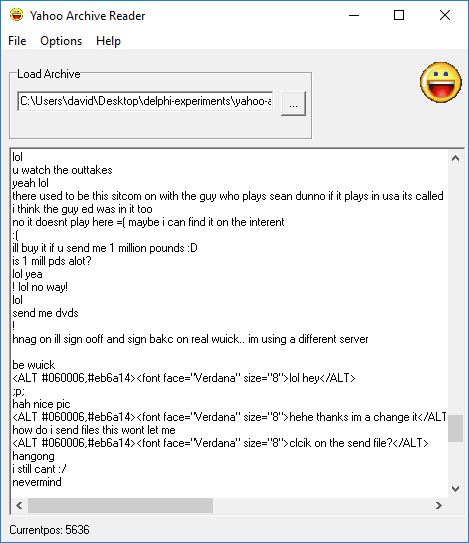 Yahoo Archive Reader
File Options Help
Load Archive
C:\Users\david\Desktop\delphi-experiments\yahoo-a
...
lol
u watch the outtakes
yeah lol
there used to be this sitcom on with the guy who plays sean dunno if it plays in usa its called
i think the guy ed was in it too
no it doesnt play here =( maybe i can find it on the interent
:(
ill buy it if u send me 1 million pounds :D
is 1 mill pds alot?
lol yea
! lol no way!
lol
send me dvds
!
hnag on ill sign ooff and sign bakc on real wuick.. im using a different server
be wuick
<ALT #060006,#eb6a14><font face="Verdana" size="8">lol hey</ALT>
;p;
hah nice pic
<ALT #060006,#eb6a14><font face="Verdana" size="8">hehe thanks im a change it</ALT
how do i send files this wont let me
<ALT #060006,#eb6a14><font face="Verdana" size="8">clcik on the send file?</ALT>
hangong
i still cant :/
nevermind
Currentpos: 5636